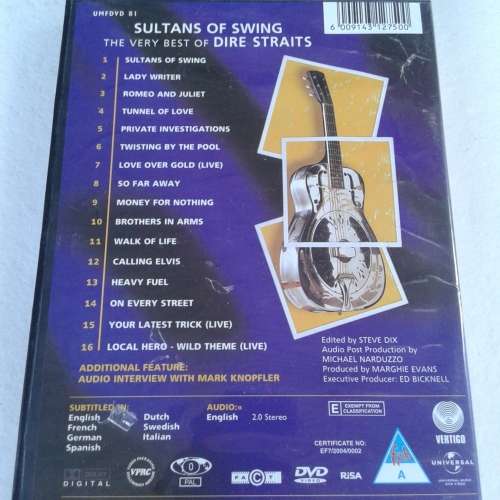 UMFDVD 81
6 009143 127500
SULTANS OF SWING
THE VERY BEST OF DIRE STRAITS
1 SULTANS OF SWING
2 LADY WRITER
3 ROMEO AND JULIET
4 TUNNEL OF LOVE
5 PRIVATE INVESTIGATIONS
6 TWISTING BY THE POOL
7 LOVE OVER GOLD (LIVE)
8 SO FAR AWAY
9 MONEY FOR NOTHING
10 BROTHERS IN ARMS
11 WALK OF LIFE
12 CALLING ELVIS
13 HEAVY FUEL
14 ON EVERY STREET
15 YOUR LATEST TRICK (LIVE)
16 LOCAL HERO - WILD THEME (LIVE)
Edited by STEVE DIX
Audio Post Production by
MICHAEL NARDUZZO
Produced by MARGHIE EVANS
Executive Producer: ED BICKNELL
ADDITIONAL FEATURE:
AUDIO INTERVIEW WITH MARK KNOPFLER
SUBTITLED IN:
English Dutch
French Swedish
German Italian
Spanish
AUDIO:
English 2.0 Stereo
E EXEMPT FROM
CLASSIFICATION
CERTIFICATE NO:
EF7/2004/0002
VERTIGO
DOLBY
DIGITAL
VPRC
0
PAL
FACT
DVD
VIDEO
RiSA
A
UNIVERSAL